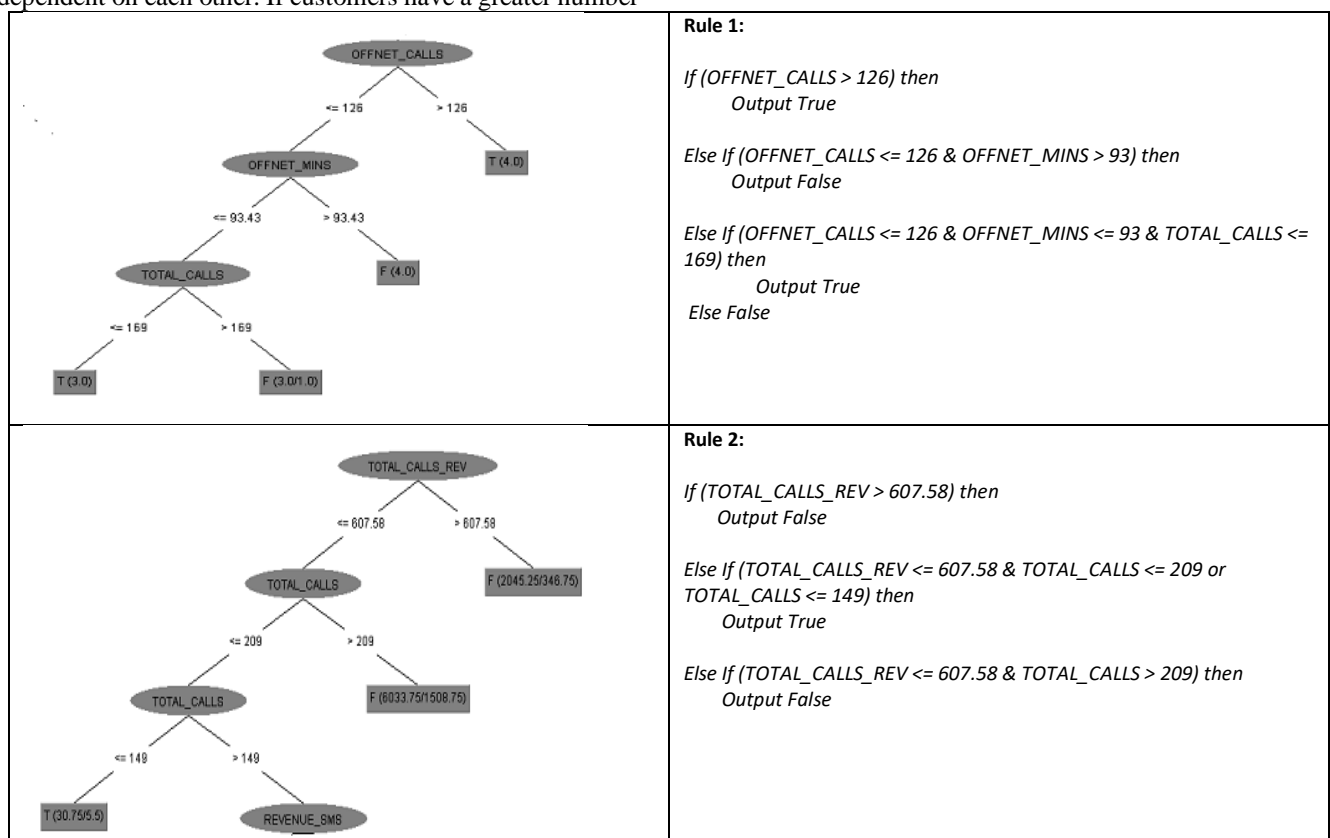 dependent on each other. If customers have a greater number
OFFNET_CALLS
<= 126
> 126
OFFNET_MINS
T (4.0)
<= 93.43
> 93.43
TOTAL_CALLS
F (4.0)
<= 169
> 169
T (3.0)
F (3.0/1.0)
Rule 1:
If (OFFNET_CALLS > 126) then
Output True
Else If (OFFNET_CALLS <= 126 & OFFNET_MINS > 93) then
Output False
Else If (OFFNET_CALLS <= 126 & OFFNET_MINS <= 93 & TOTAL_CALLS <=
169) then
Output True
Else False
TOTAL_CALLS_REV
<= 607.58
> 607.58
TOTAL_CALLS
F (2045.25/346.75)
<= 209
> 209
TOTAL_CALLS
F (6033.75/1508.75)
<= 149
> 149
T (30.75/5.5)
REVENUE_SMS
Rule 2:
If (TOTAL_CALLS_REV > 607.58) then
Output False
Else If (TOTAL_CALLS_REV <= 607.58 & TOTAL_CALLS <= 209 or
TOTAL_CALLS <= 149) then
Output True
Else If (TOTAL_CALLS_REV <= 607.58 & TOTAL_CALLS > 209) then
Output False